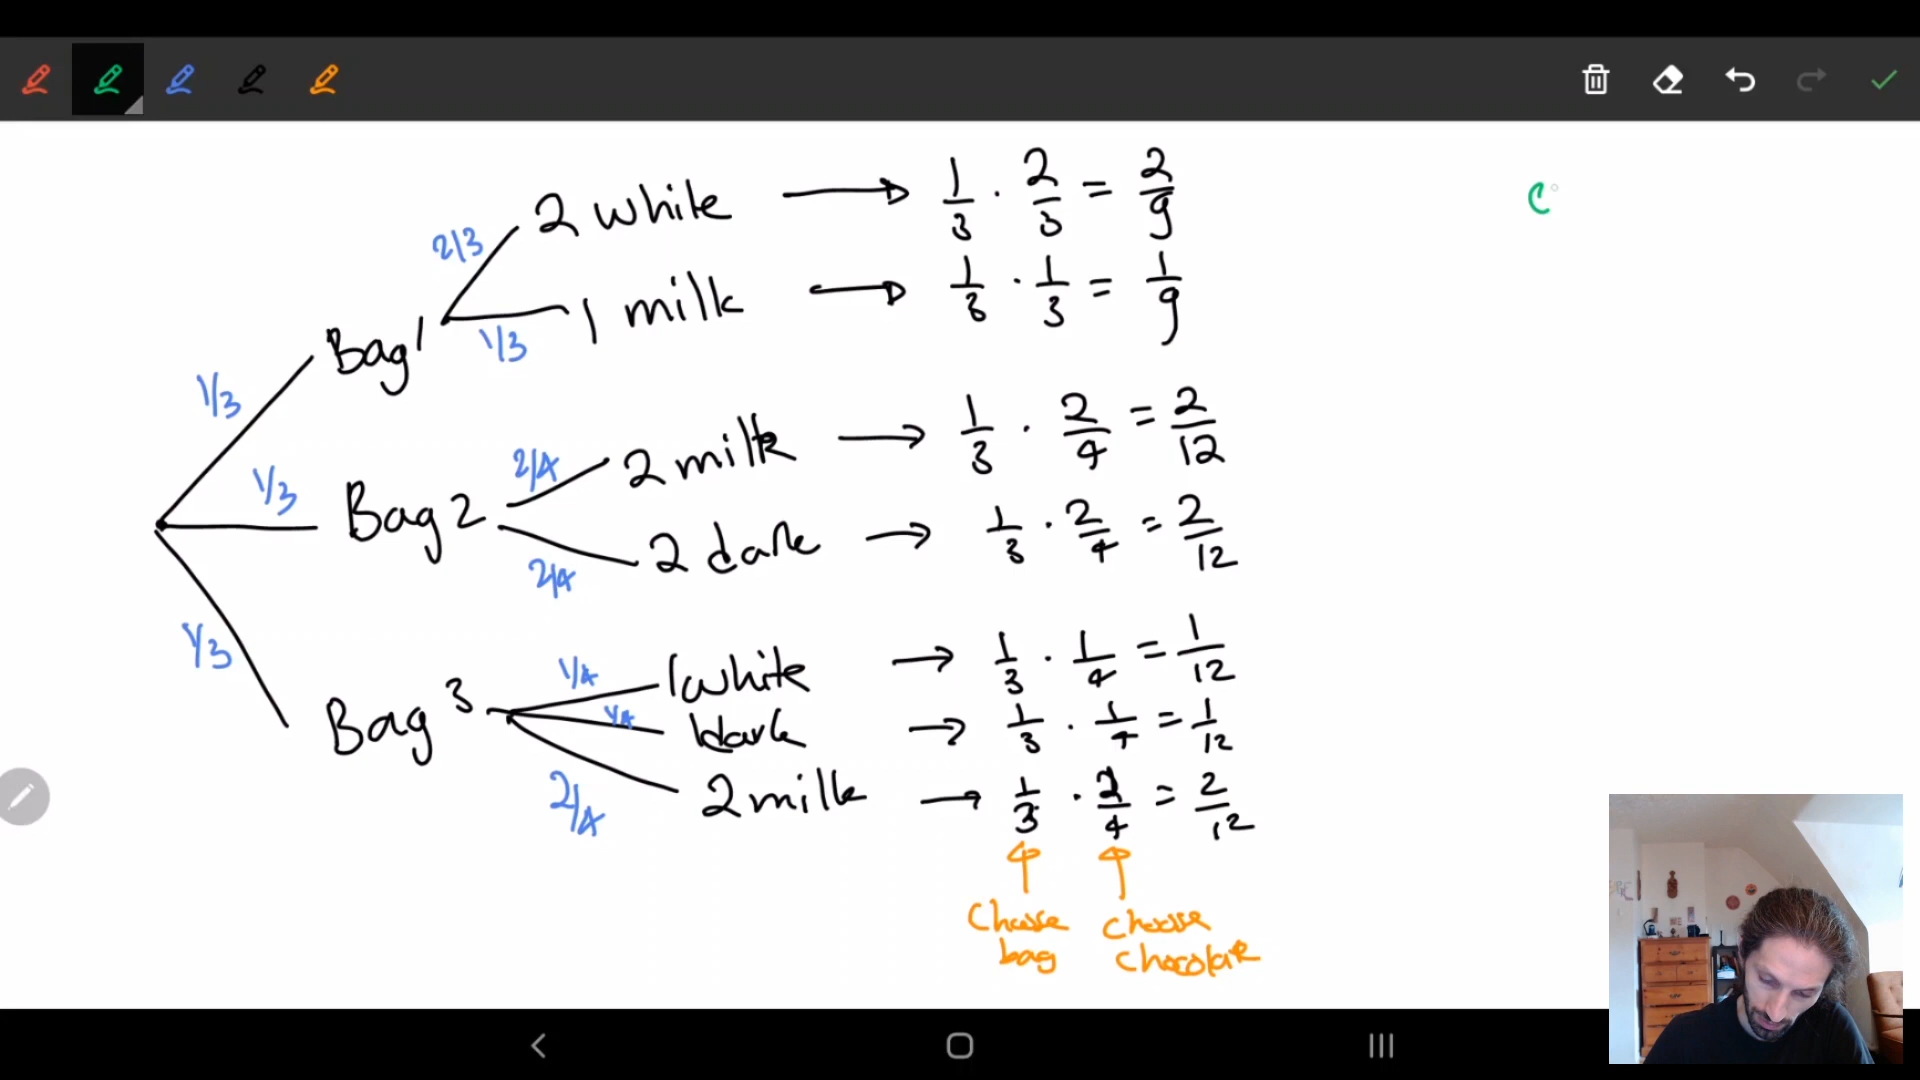 2/3 2 white → 1/3 · 2/3 = 2/9
1/3 1 milk → 1/3 · 1/3 = 1/9
1/3 Bag 1
2/4 2 milk → 1/3 · 2/4 = 2/12
1/3 Bag 2
2/4 2 dark → 1/3 · 2/4 = 2/12
1/3
1/4 1 white → 1/3 · 1/4 = 1/12
Bag 3
1/4 1 dark → 1/3 · 1/4 = 1/12
2/4 2 milk → 1/3 · 2/4 = 2/12
Choose bag
choose chocolate
C